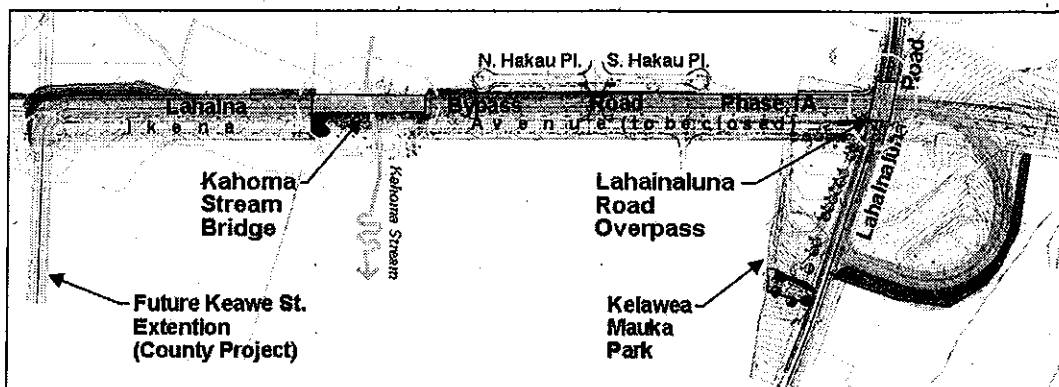 N. Hakau Pl. S. Hakau Pl.
Road
Lahaina Bypass Road Phase 1A
Ikena Avenue (to be closed)
Kahoma
Stream
Bridge
Kahoma Stream
Lahainaluna
Road
Overpass
Lahainaluna
Future Keawe St.
Extention
(County Project)
Kelawea
Mauka
Park